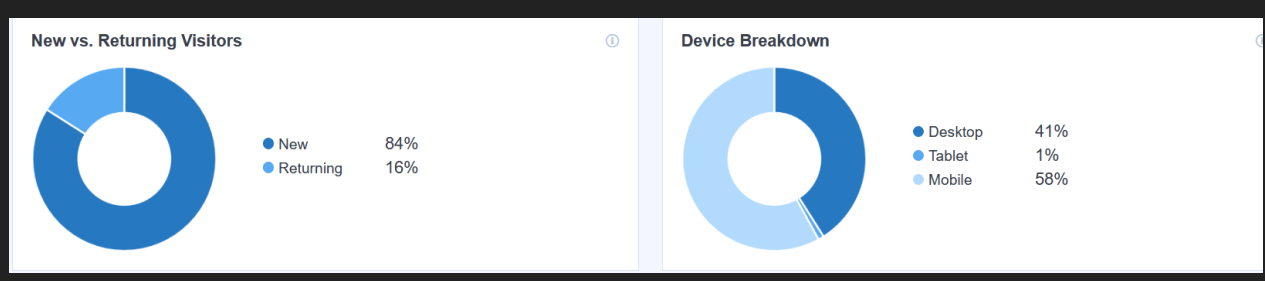 New vs. Returning Visitors
New 84%
Returning 16%
Device Breakdown
Desktop 41%
Tablet 1%
Mobile 58%